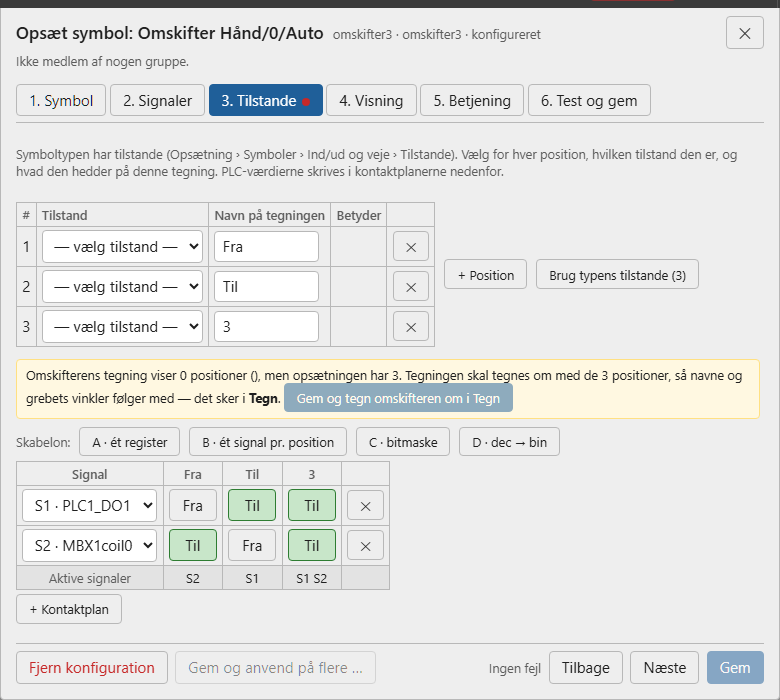 Opsæt symbol: Omskifter Hånd/0/Auto omskifter3 · omskifter3 · konfigureret
Ikke medlem af nogen gruppe.
1. Symbol 2. Signaler 3. Tilstande 4. Visning 5. Betjening 6. Test og gem
Symboltypen har tilstande (Opsætning › Symboler › Ind/ud og veje › Tilstande). Vælg for hver position, hvilken tilstand den er, og
hvad den hedder på denne tegning. PLC-værdierne skrives i kontaktplanerne nedenfor.
# Tilstand Navn på tegningen Betyder
1 — vælg tilstand — Fra ×
2 — vælg tilstand — Til ×
+ Position Brug typens tilstande (3)
3 — vælg tilstand — 3 ×
Omskifterens tegning viser 0 positioner (), men opsætningen har 3. Tegningen skal tegnes om med de 3 positioner, så navne og
grebets vinkler følger med — det sker i Tegn. Gem og tegn omskifteren om i Tegn
Skabelon: A · ét register B · ét signal pr. position C · bitmaske D · dec → bin
Signal Fra Til 3
S1 · PLC1_DO1 Fra Til Til ×
S2 · MBX1coil0 Til Fra Til ×
Aktive signaler S2 S1 S1 S2
+ Kontaktplan
Fjern konfiguration Gem og anvend på flere ... Ingen fejl Tilbage Næste Gem